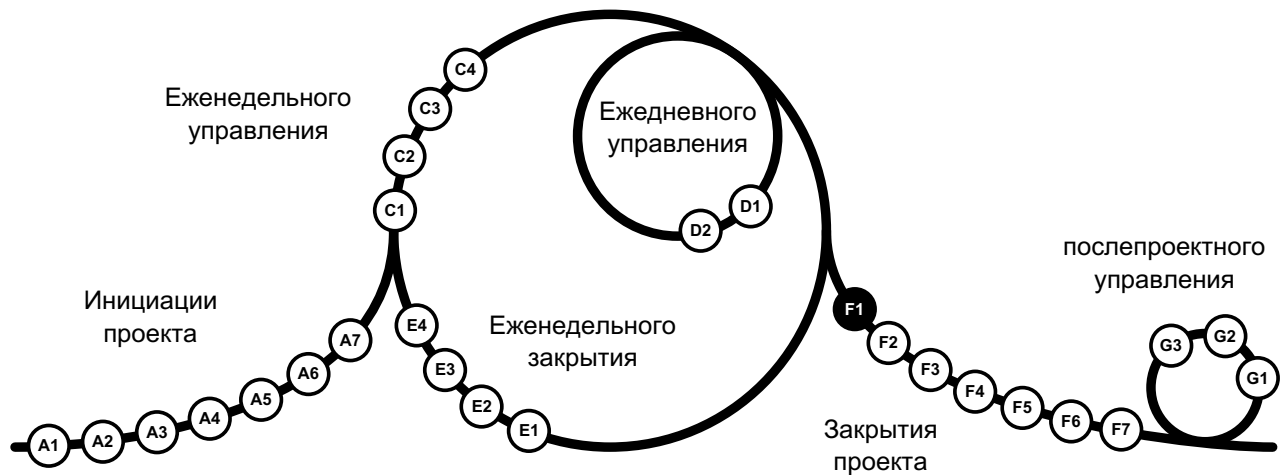 Еженедельного
управления
C4
C3
C2
C1
Ежедневного
управления
D1
D2
послепроектного
управления
G3
G2
G1
Инициации
проекта
A1
A2
A3
A4
A5
A6
A7
Еженедельного
закрытия
E4
E3
E2
E1
F1
F2
F3
F4
F5
F6
F7
Закрытия
проекта